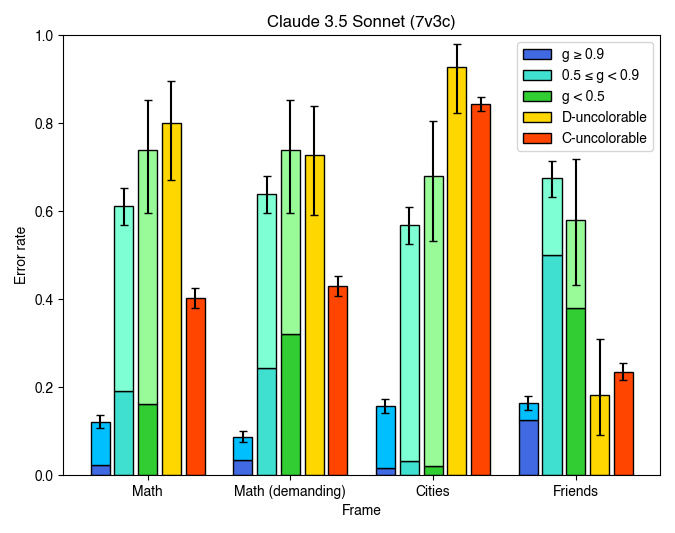 Claude 3.5 Sonnet (7v3c)
Error rate
1.0
0.8
0.6
0.4
0.2
0.0
g ≥ 0.9
0.5 ≤ g < 0.9
g < 0.5
D-uncolorable
C-uncolorable
Math
Math (demanding)
Cities
Friends
Frame